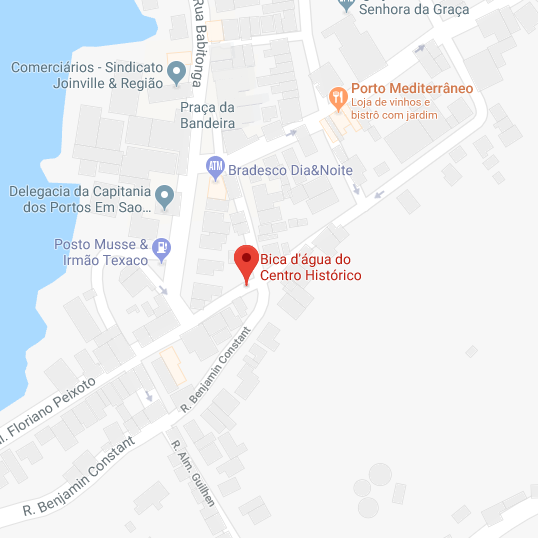 Senhora da Graça
Rua Babitonga
Comerciários - Sindicato
Joinville & Região
Porto Mediterrâneo
Loja de vinhos e
bistrô com jardim
Praça da
Bandeira
ATM
Bradesco Dia&Noite
Delegacia da Capitania
dos Portos Em Sao...
Posto Musse &
Irmão Texaco
Bica d'água do
Centro Histórico
R. Benjamin Constant
l. Floriano Peixoto
R. Benjamin Constant
R. Alm. Guilhen